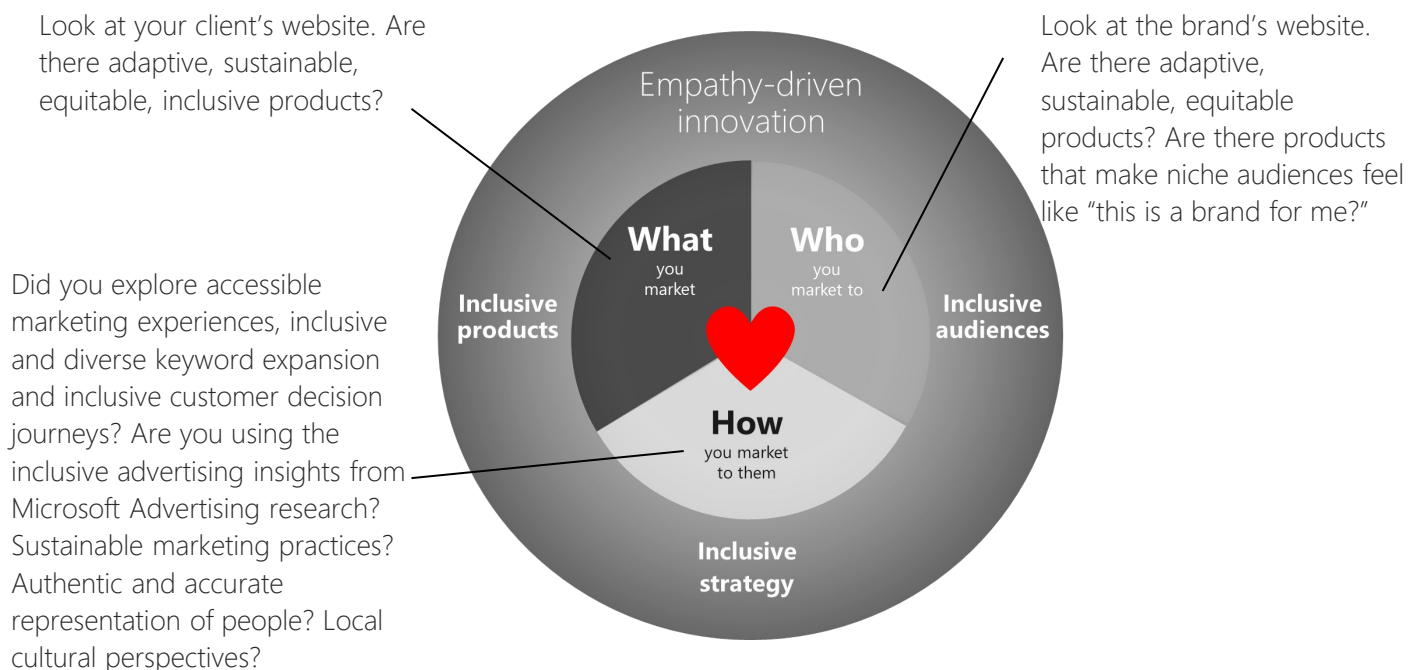 Look at your client’s website. Are
there adaptive, sustainable,
equitable, inclusive products?
Look at the brand’s website.
Are there adaptive,
sustainable, equitable
products? Are there products
that make niche audiences feel
like “this is a brand for me?”
Empathy-driven
innovation
What
you
market
Who
you
market to
Inclusive
products
Inclusive
audiences
Did you explore accessible
marketing experiences, inclusive
and diverse keyword expansion
and inclusive customer decision
journeys? Are you using the
inclusive advertising insights from
Microsoft Advertising research?
Sustainable marketing practices?
Authentic and accurate
representation of people? Local
cultural perspectives?
How
you market
to them
Inclusive
strategy